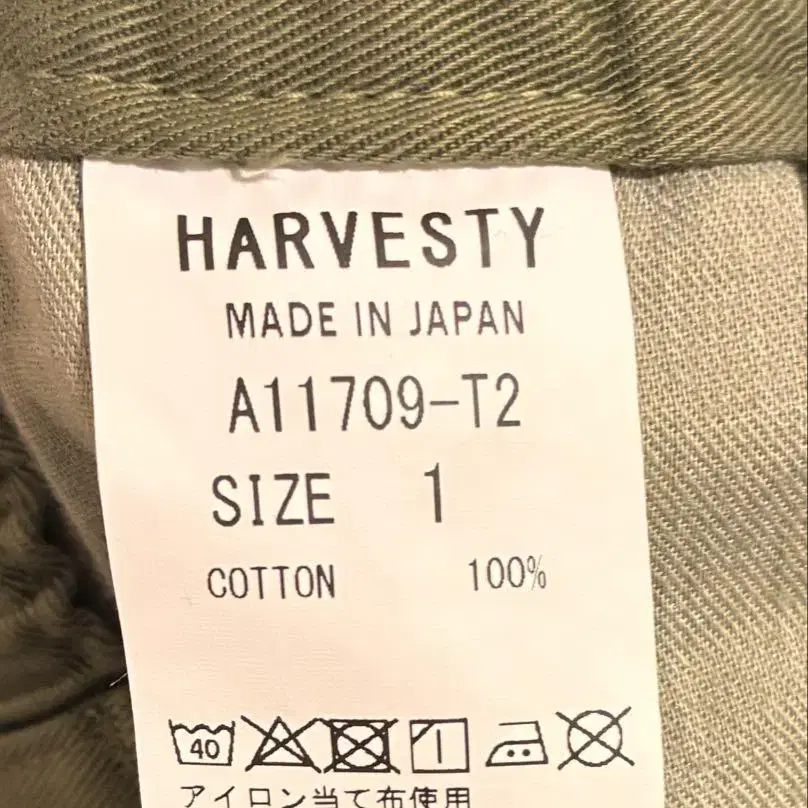 HARVESTY
MADE IN JAPAN
A11709-T2
SIZE 1
COTTON 100%
40
アイロン当て布使用